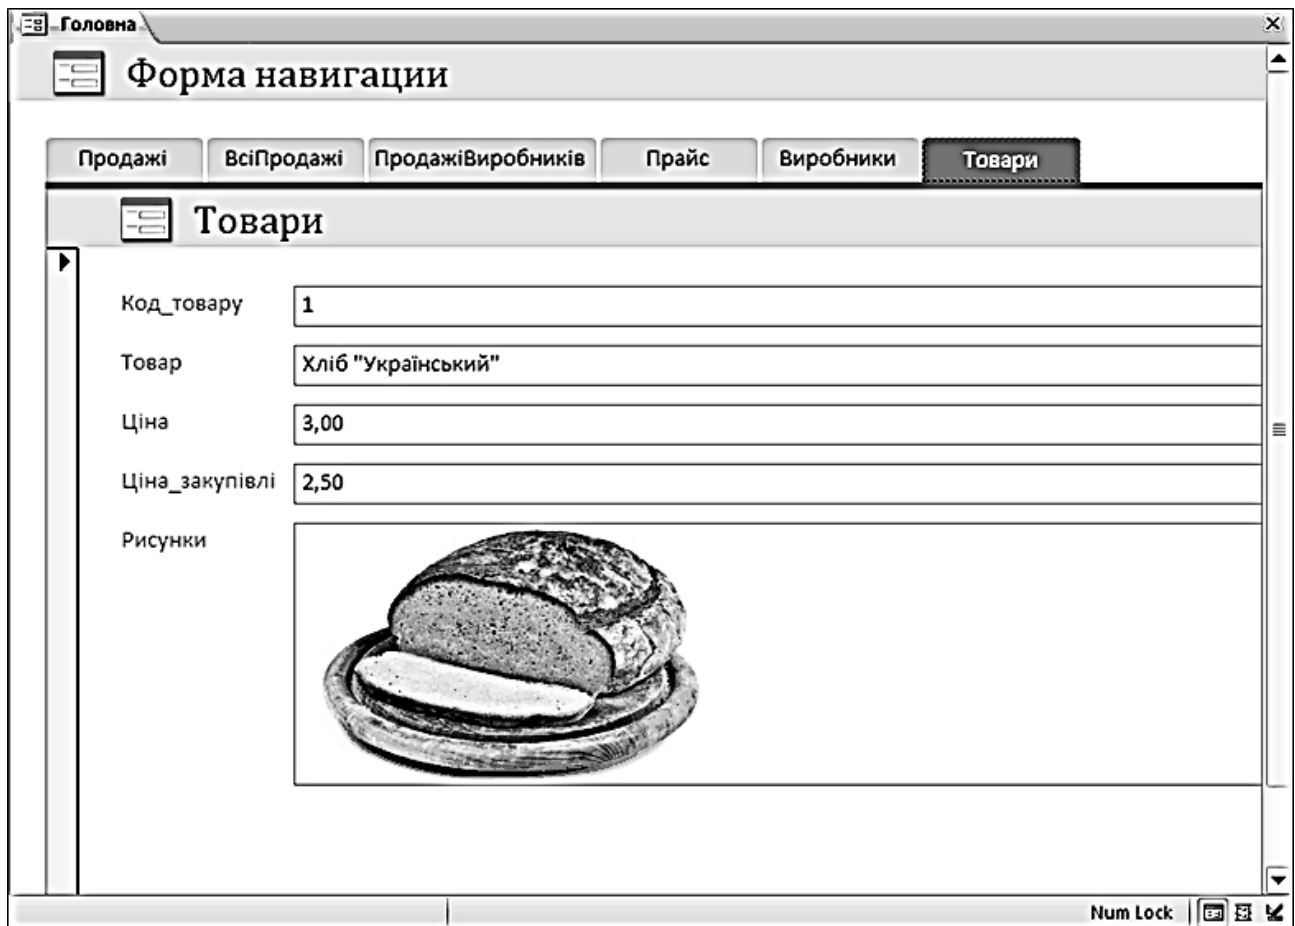 Головна
Форма навигации
Продажі ВсіПродажі ПродажіВиробників Прайс Виробники Товари
Товари
Код_товару 1
Товар Хліб "Український"
Ціна 3,00
Ціна_закупівлі 2,50
Рисунки
Num Lock